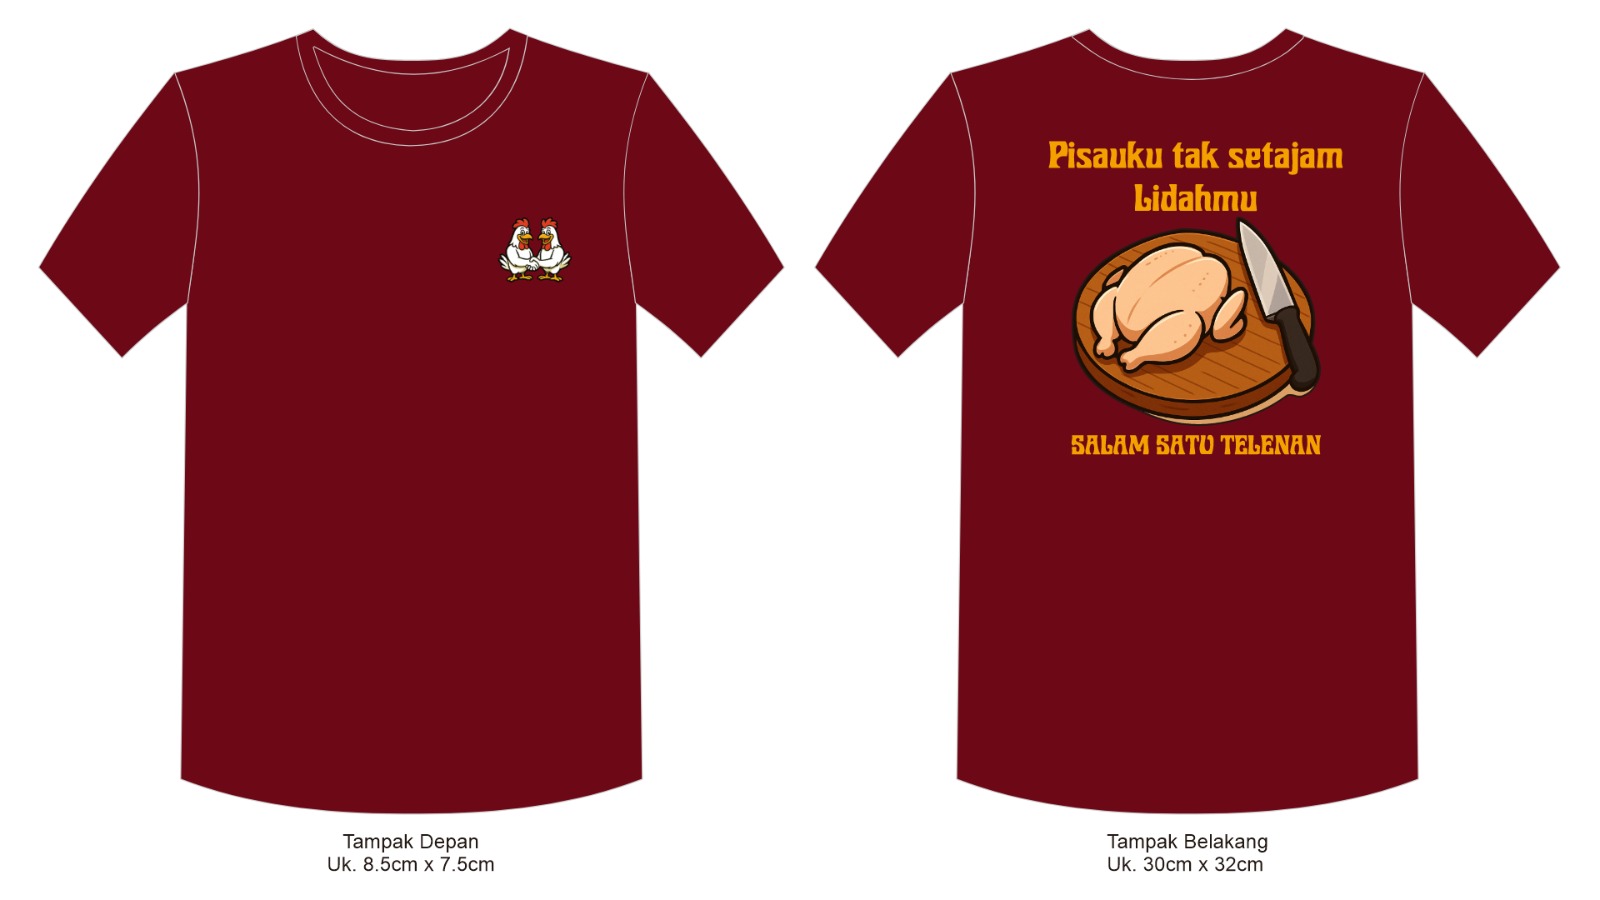 Pisauku tak setajam
Lidahmu
SALAM SATU TELENAN
Tampak Depan
Uk. 8.5cm x 7.5cm
Tampak Belakang
Uk. 30cm x 32cm